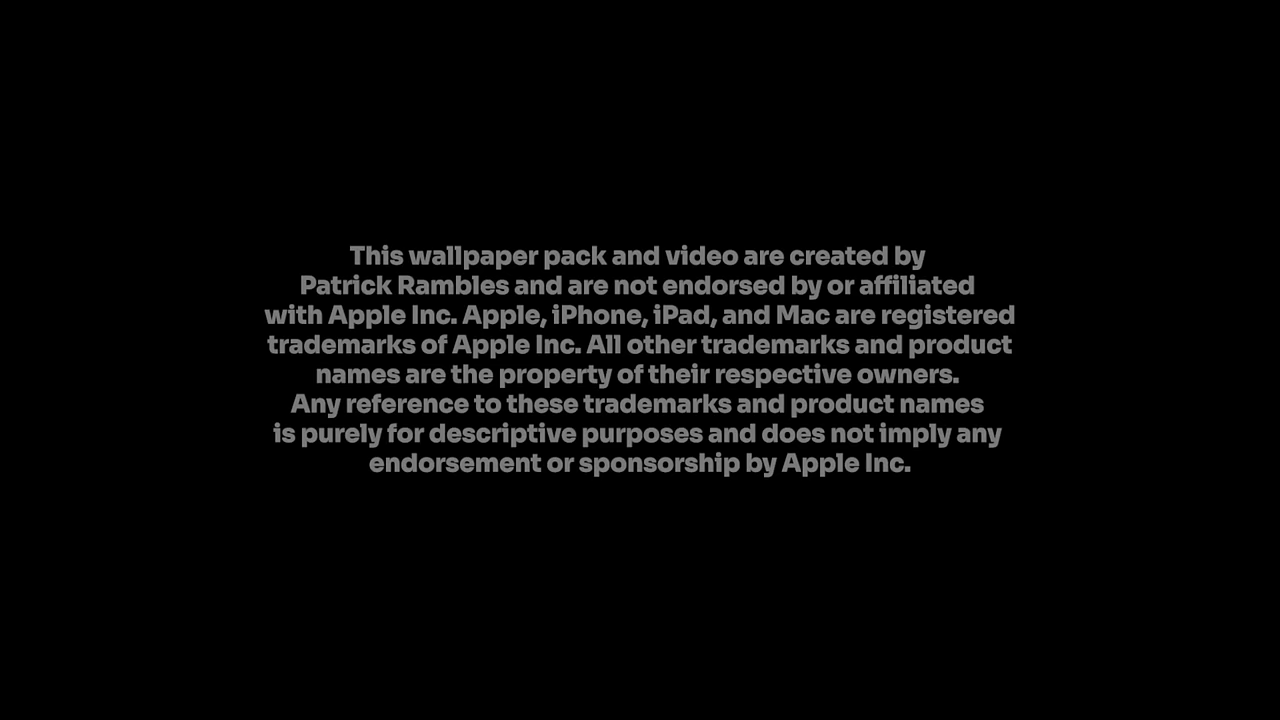 This wallpaper pack and video are created by
Patrick Rambles and are not endorsed by or affiliated
with Apple Inc. Apple, iPhone, iPad, and Mac are registered
trademarks of Apple Inc. All other trademarks and product
names are the property of their respective owners.
Any reference to these trademarks and product names
is purely for descriptive purposes and does not imply any
endorsement or sponsorship by Apple Inc.